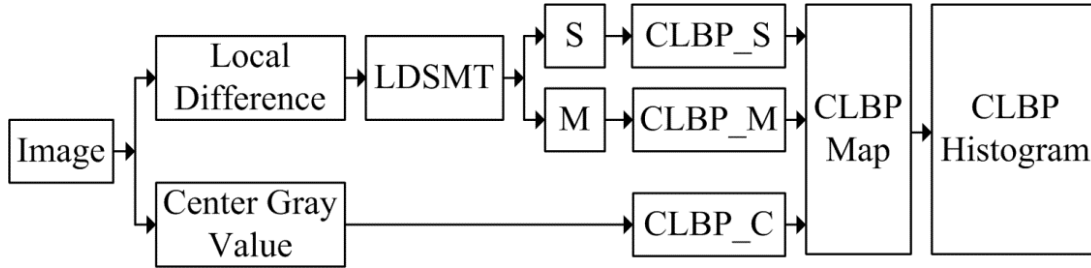 Image
Local
Difference
LDSMT
S
CLBP_S
M
CLBP_M
Center Gray
Value
CLBP_C
CLBP
Map
CLBP
Histogram